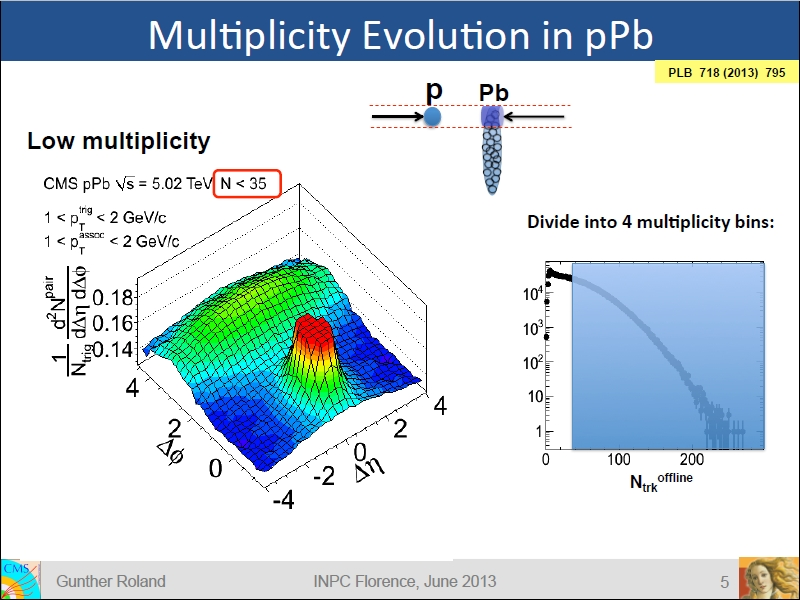 Multiplicity Evolution in pPb
PLB 718 (2013) 795
p Pb
Low multiplicity
CMS pPb √s = 5.02 TeV N < 35
1 < p_T^trig < 2 GeV/c
1 < p_T^assoc < 2 GeV/c
1/N_trig d²N^pair/dΔη dΔϕ
0.18
0.16
0.14
4
2
0
Δϕ
-4
-2
0
2
4
Δη
Divide into 4 multiplicity bins:
10^4
10^3
10^2
10
1
0 100 200
N_trk^offline
CMS
Gunther Roland INPC Florence, June 2013 5